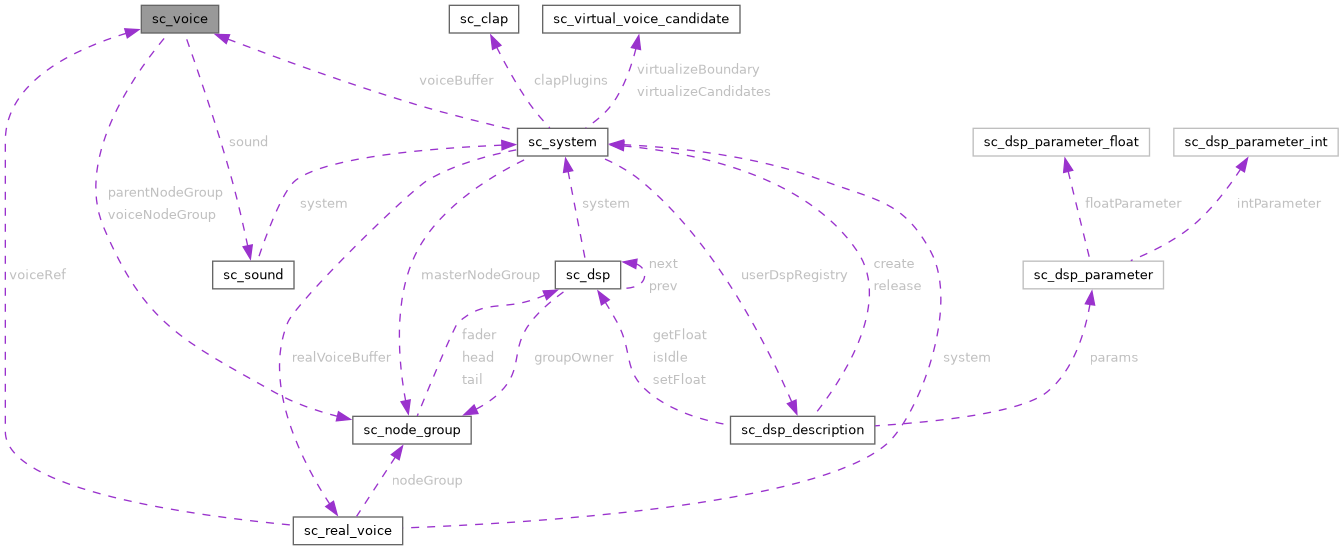 sc_voice
sc_clap
sc_virtual_voice_candidate
voiceBuffer
clapPlugins
virtualizeBoundary
virtualizeCandidates
sc_system
sc_dsp_parameter_float
sc_dsp_parameter_int
sound
parentNodeGroup
voiceNodeGroup
system
system
floatParameter
intParameter
voiceRef
sc_sound
masterNodeGroup
sc_dsp
next
prev
userDspRegistry
create
release
sc_dsp_parameter
realVoiceBuffer
fader
head
tail
groupOwner
getFloat
isIdle
setFloat
system
params
sc_node_group
sc_dsp_description
nodeGroup
sc_real_voice